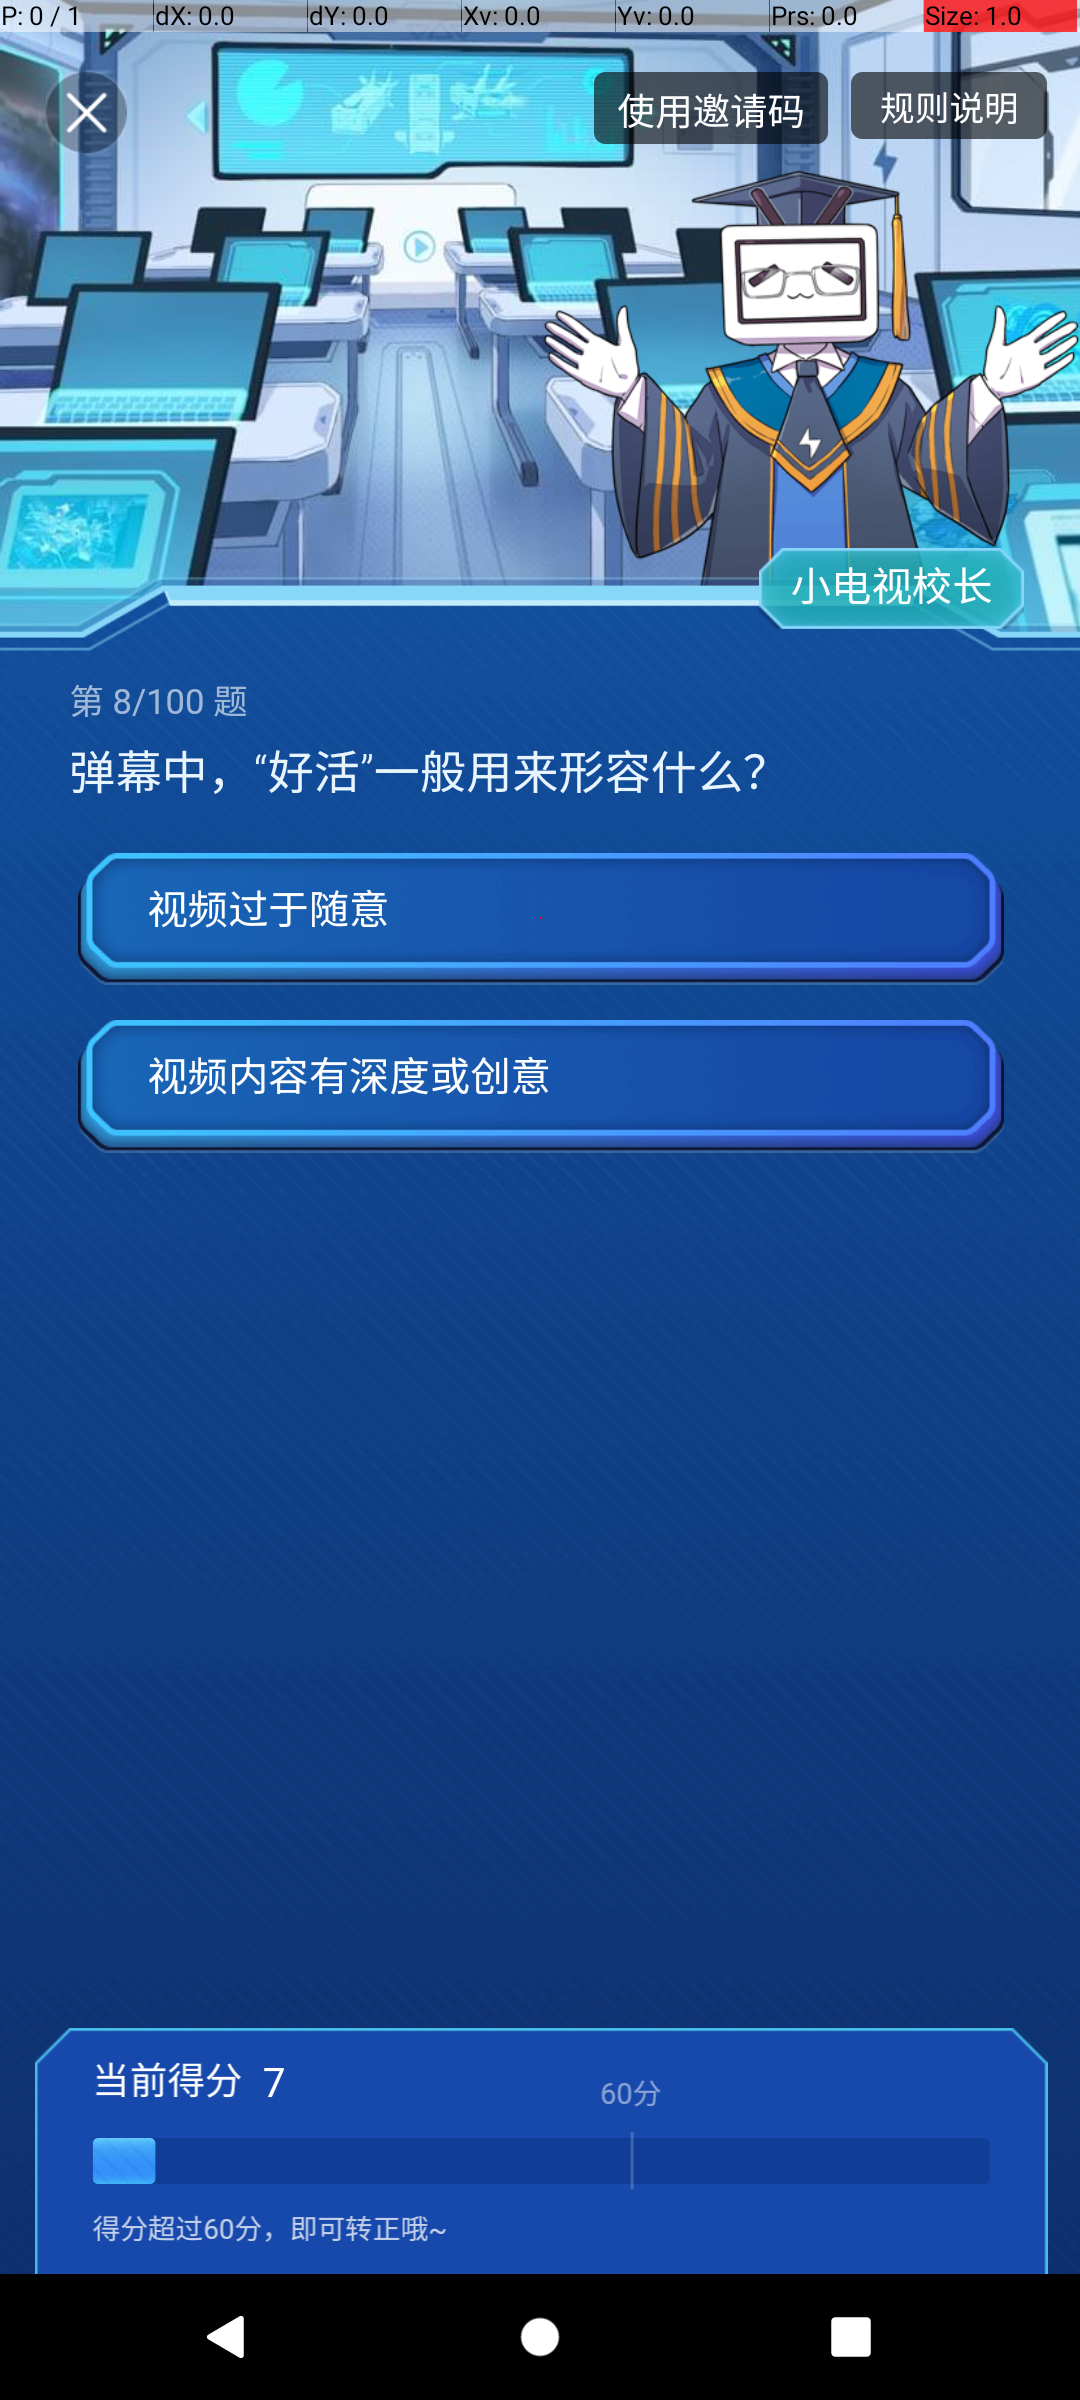 P: 0 / 1 dX: 0.0 dY: 0.0 Xv: 0.0 Yv: 0.0 Prs: 0.0 Size: 1.0
使用邀请码 规则说明
小电视校长
第 8/100 题
弹幕中，“好活”一般用来形容什么？
视频过于随意
视频内容有深度或创意
当前得分 7
60分
得分超过60分，即可转正哦~